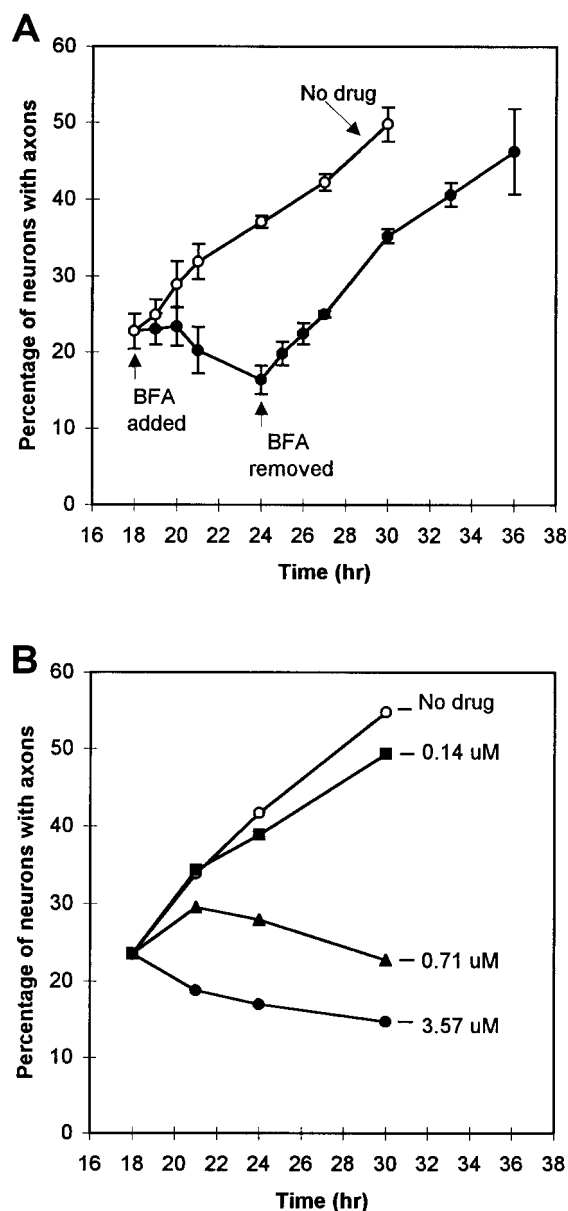 A
Percentage of neurons with axons
60
50
40
30
20
10
0
No drug
BFA
added
BFA
removed
16 18 20 22 24 26 28 30 32 34 36 38
Time (hr)
B
Percentage of neurons with axons
60
50
40
30
20
10
0
No drug
0.14 uM
0.71 uM
3.57 uM
16 18 20 22 24 26 28 30 32 34 36 38
Time (hr)